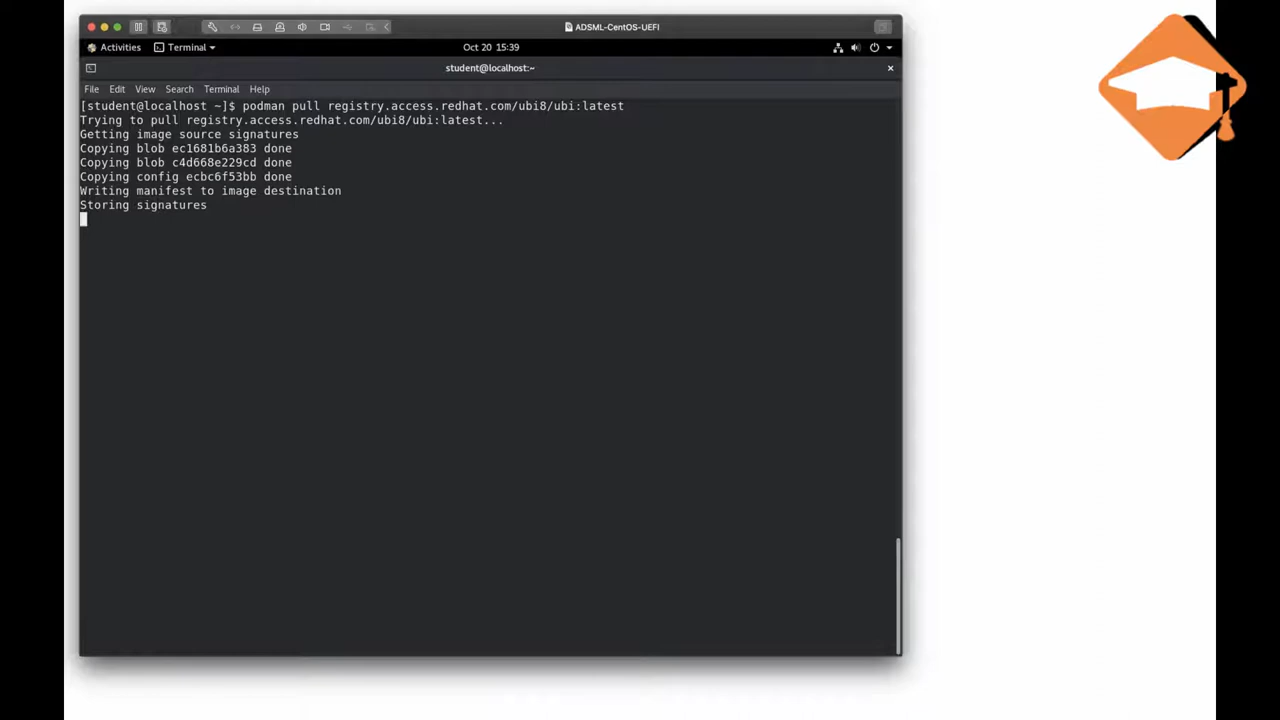 ADSML-CentOS-UEFI
Activities Terminal Oct 20 15:39
student@localhost:~
File Edit View Search Terminal Help
[student@localhost ~]$ podman pull registry.access.redhat.com/ubi8/ubi:latest
Trying to pull registry.access.redhat.com/ubi8/ubi:latest...
Getting image source signatures
Copying blob ec1681b6a383 done
Copying blob c4d668e229cd done
Copying config ecbc6f53bb done
Writing manifest to image destination
Storing signatures